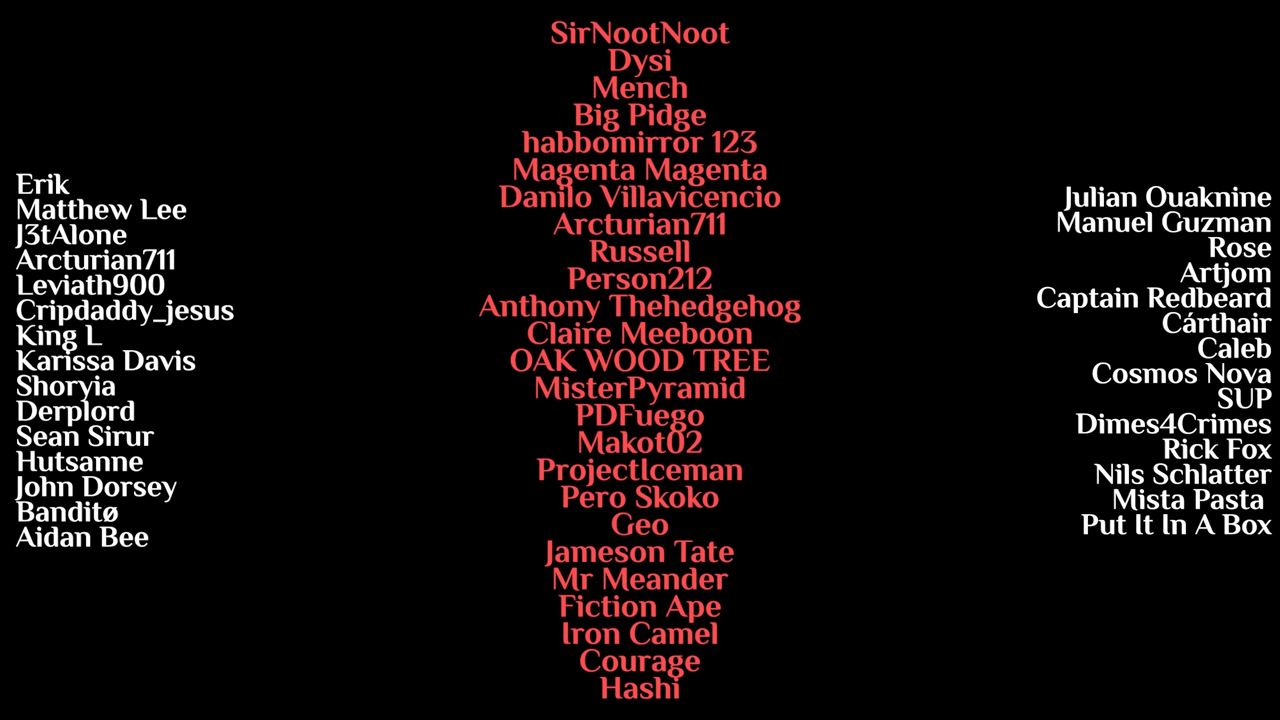 Erik
Matthew Lee
J3tAlone
Arcturian711
Leviath900
Cripdaddy_jesus
King L
Karissa Davis
Shoryia
Derplord
Sean Sirur
Hutsanne
John Dorsey
Banditø
Aidan Bee
SirNootNoot
Dysi
Mench
Big Pidge
habbomirror 123
Magenta Magenta
Danilo Villavicencio
Arcturian711
Russell
Person212
Anthony Thehedgehog
Claire Meeboon
OAK WOOD TREE
MisterPyramid
PDFuego
Makot02
ProjectIceman
Pero Skoko
Geo
Jameson Tate
Mr Meander
Fiction Ape
Iron Camel
Courage
Hashi
Julian Ouaknine
Manuel Guzman
Rose
Artjom
Captain Redbeard
Cárthair
Caleb
Cosmos Nova
SUP
Dimes4Crimes
Rick Fox
Nils Schlatter
Mista Pasta
Put It In A Box